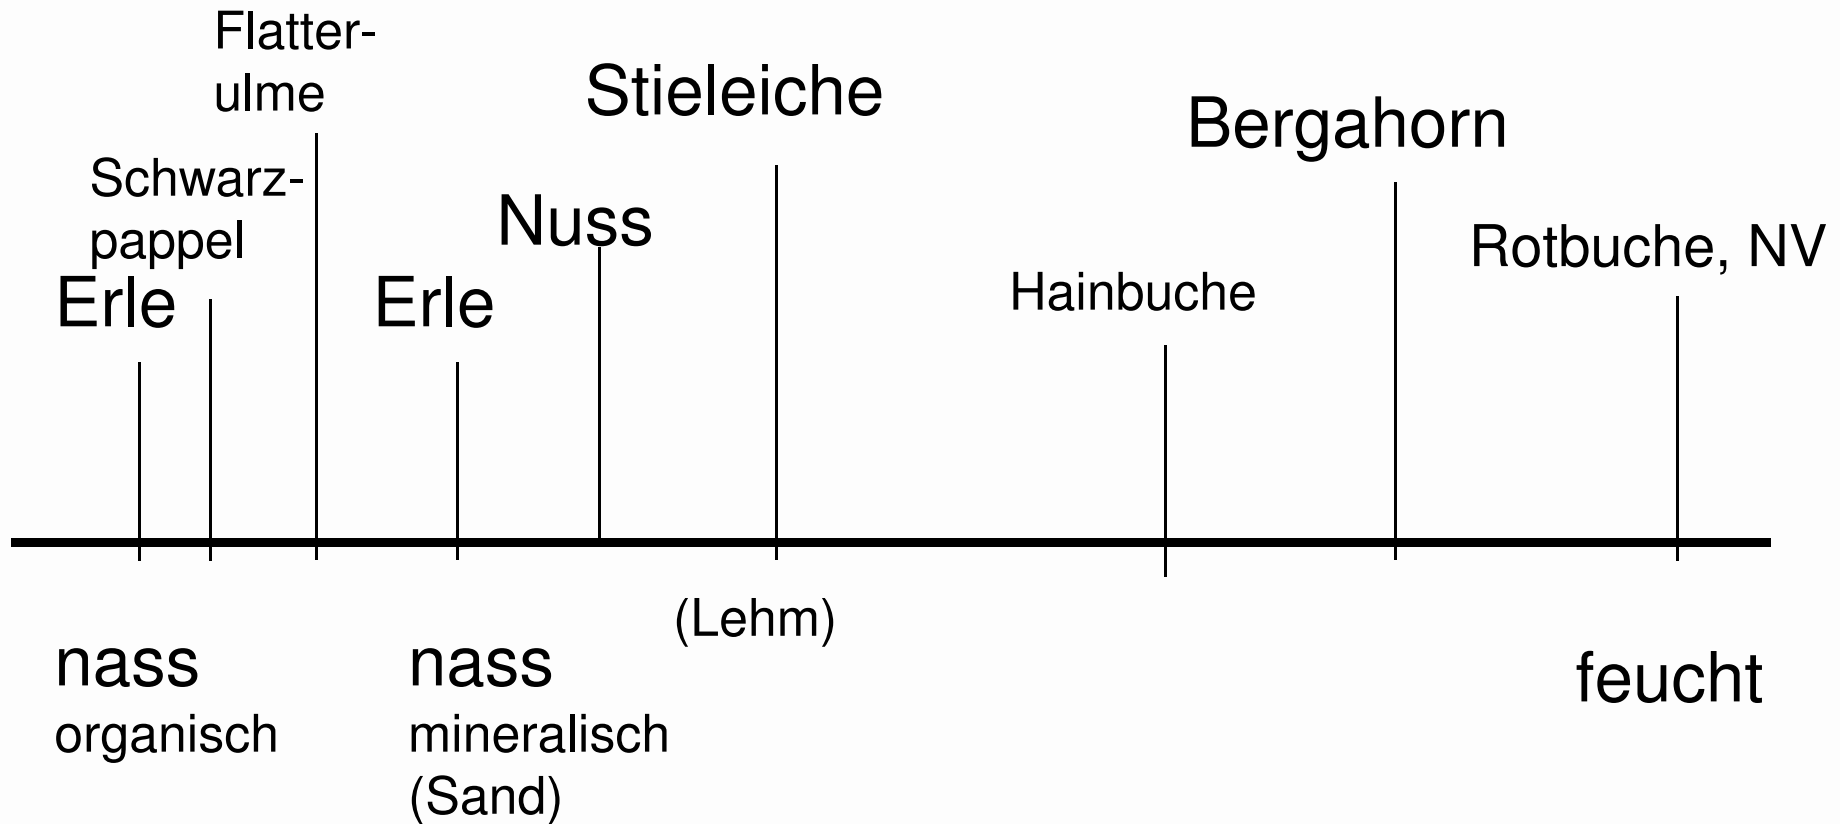 Flatter-
ulme
Schwarz-
pappel
Erle
Erle
Nuss
Stieleiche
Hainbuche
Bergahorn
Rotbuche, NV
nass
organisch
nass
mineralisch
(Sand)
(Lehm)
feucht